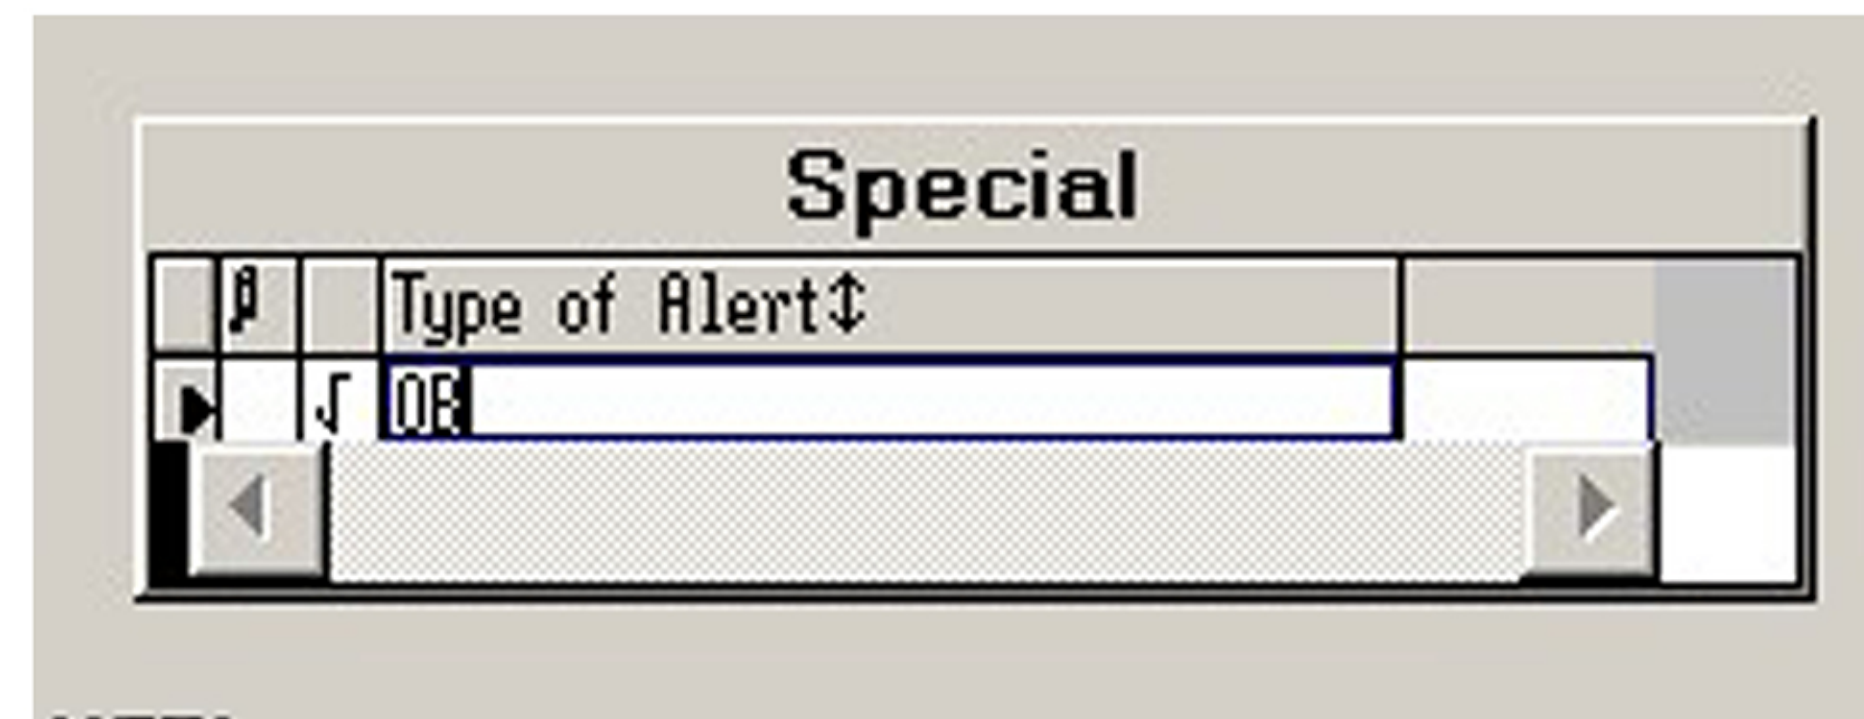 Special
Type of Alert↕
√ OB